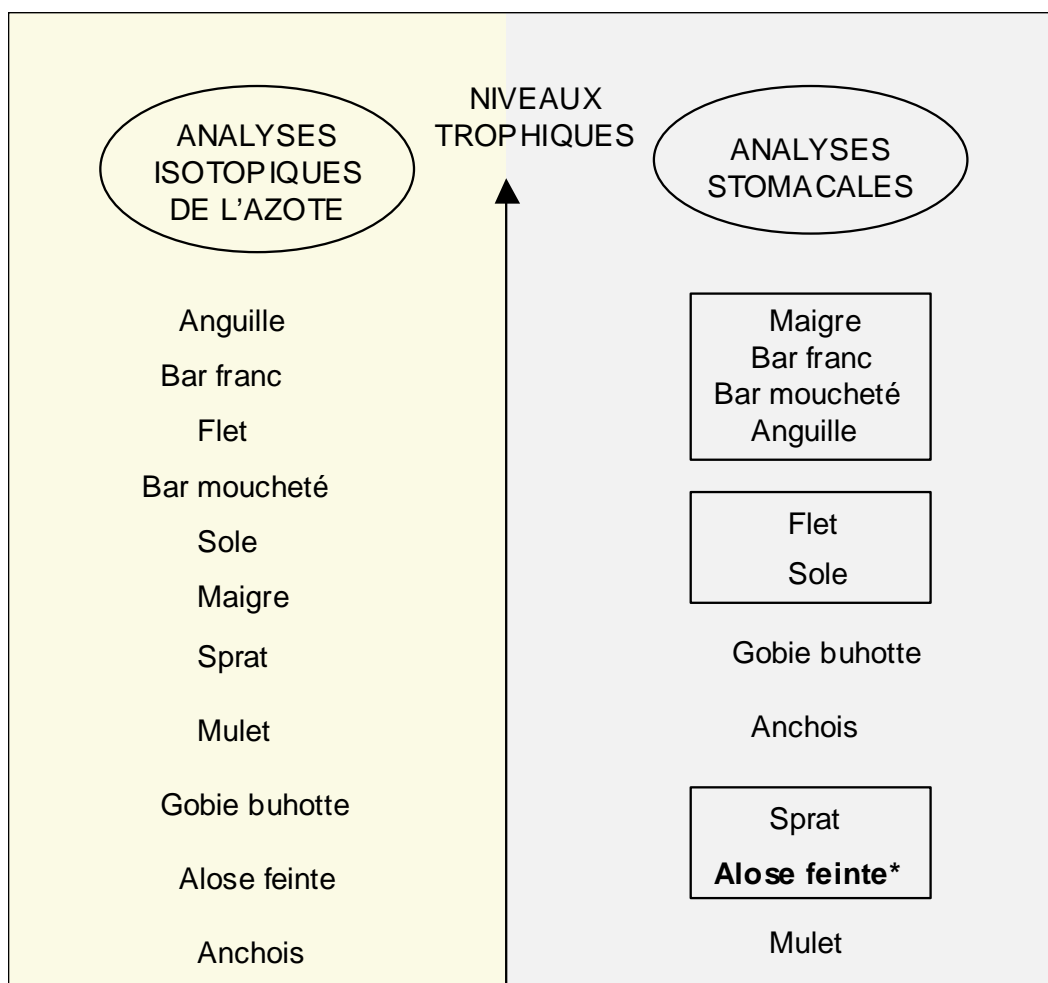 NIVEAUX
TROPHIQUES
ANALYSES
ISOTOPIQUES
DE L'AZOTE
Anguille
Bar franc
Flet
Bar moucheté
Sole
Maigre
Sprat
Mulet
Gobie buhotte
Alose feinte
Anchois
ANALYSES
STOMACALES
Maigre
Bar franc
Bar moucheté
Anguille
Flet
Sole
Gobie buhotte
Anchois
Sprat
Alose feinte*
Mulet